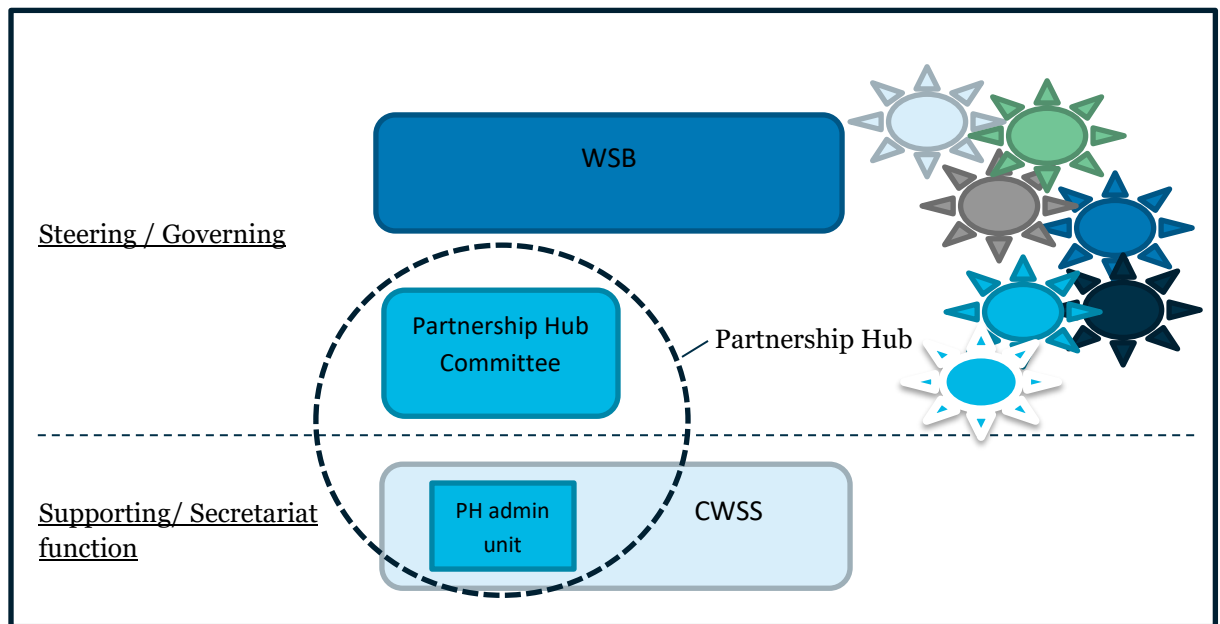 WSB
Steering / Governing
Partnership Hub
Committee
Partnership Hub
Supporting/ Secretariat
function
PH admin
unit
CWSS